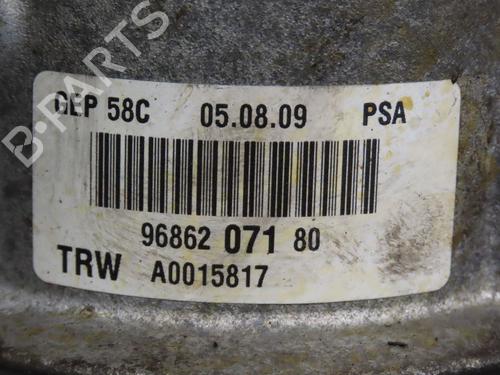 B-PARTS
GEP 58C 05.08.09 PSA
96862 071 80
TRW A0015817